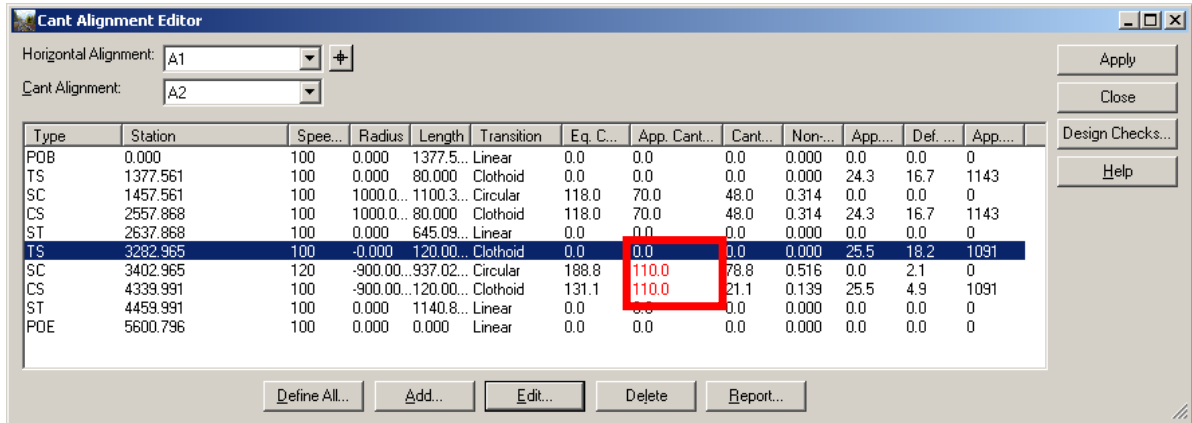 Cant Alignment Editor
Horizontal Alignment: A1 Apply
Cant Alignment: A2 Close
Type Station Spee... Radius Length Transition Eq. C... App. Cant... Cant... Non-... App.... Def. ... App.... Design Checks...
POB 0.000 100 0.000 1377.5... Linear 0.0 0.0 0.0 0.000 0.0 0.0 0
TS 1377.561 100 0.000 80.000 Clothoid 0.0 0.0 0.0 0.000 24.3 16.7 1143 Help
SC 1457.561 100 1000.0... 1100.3... Circular 118.0 70.0 48.0 0.314 0.0 0.0 0
CS 2557.868 100 1000.0... 80.000 Clothoid 118.0 70.0 48.0 0.314 24.3 16.7 1143
ST 2637.868 100 0.000 645.09... Linear 0.0 0.0 0.0 0.000 0.0 0.0 0
TS 3282.965 100 -0.000 120.00... Clothoid 0.0 0.0 0.0 0.000 25.5 18.2 1091
SC 3402.965 120 -900.00... 937.02... Circular 188.8 110.0 78.8 0.516 0.0 2.1 0
CS 4339.991 100 -900.00... 120.00... Clothoid 131.1 110.0 21.1 0.139 25.5 4.9 1091
ST 4459.991 100 0.000 1140.8... Linear 0.0 0.0 0.0 0.000 0.0 0.0 0
POE 5600.796 100 0.000 0.000 Linear 0.0 0.0 0.0 0.000 0.0 0.0 0
Define All... Add... Edit... Delete Report...